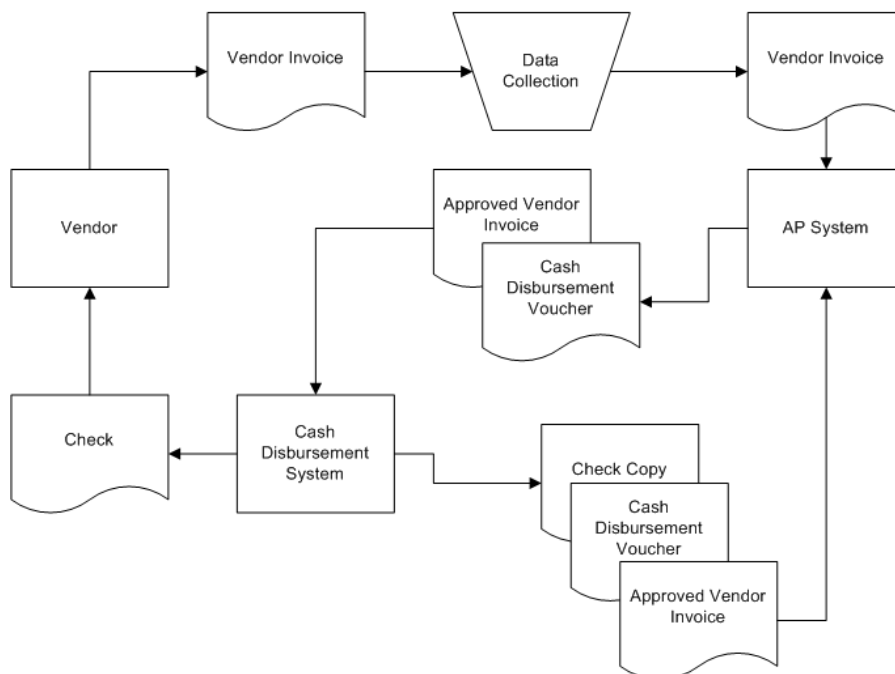 Vendor Invoice
Data
Collection
Vendor Invoice
Vendor
Approved Vendor
Invoice
Cash
Disbursement
Voucher
AP System
Check
Cash
Disbursement
System
Check Copy
Cash
Disbursement
Voucher
Approved Vendor
Invoice